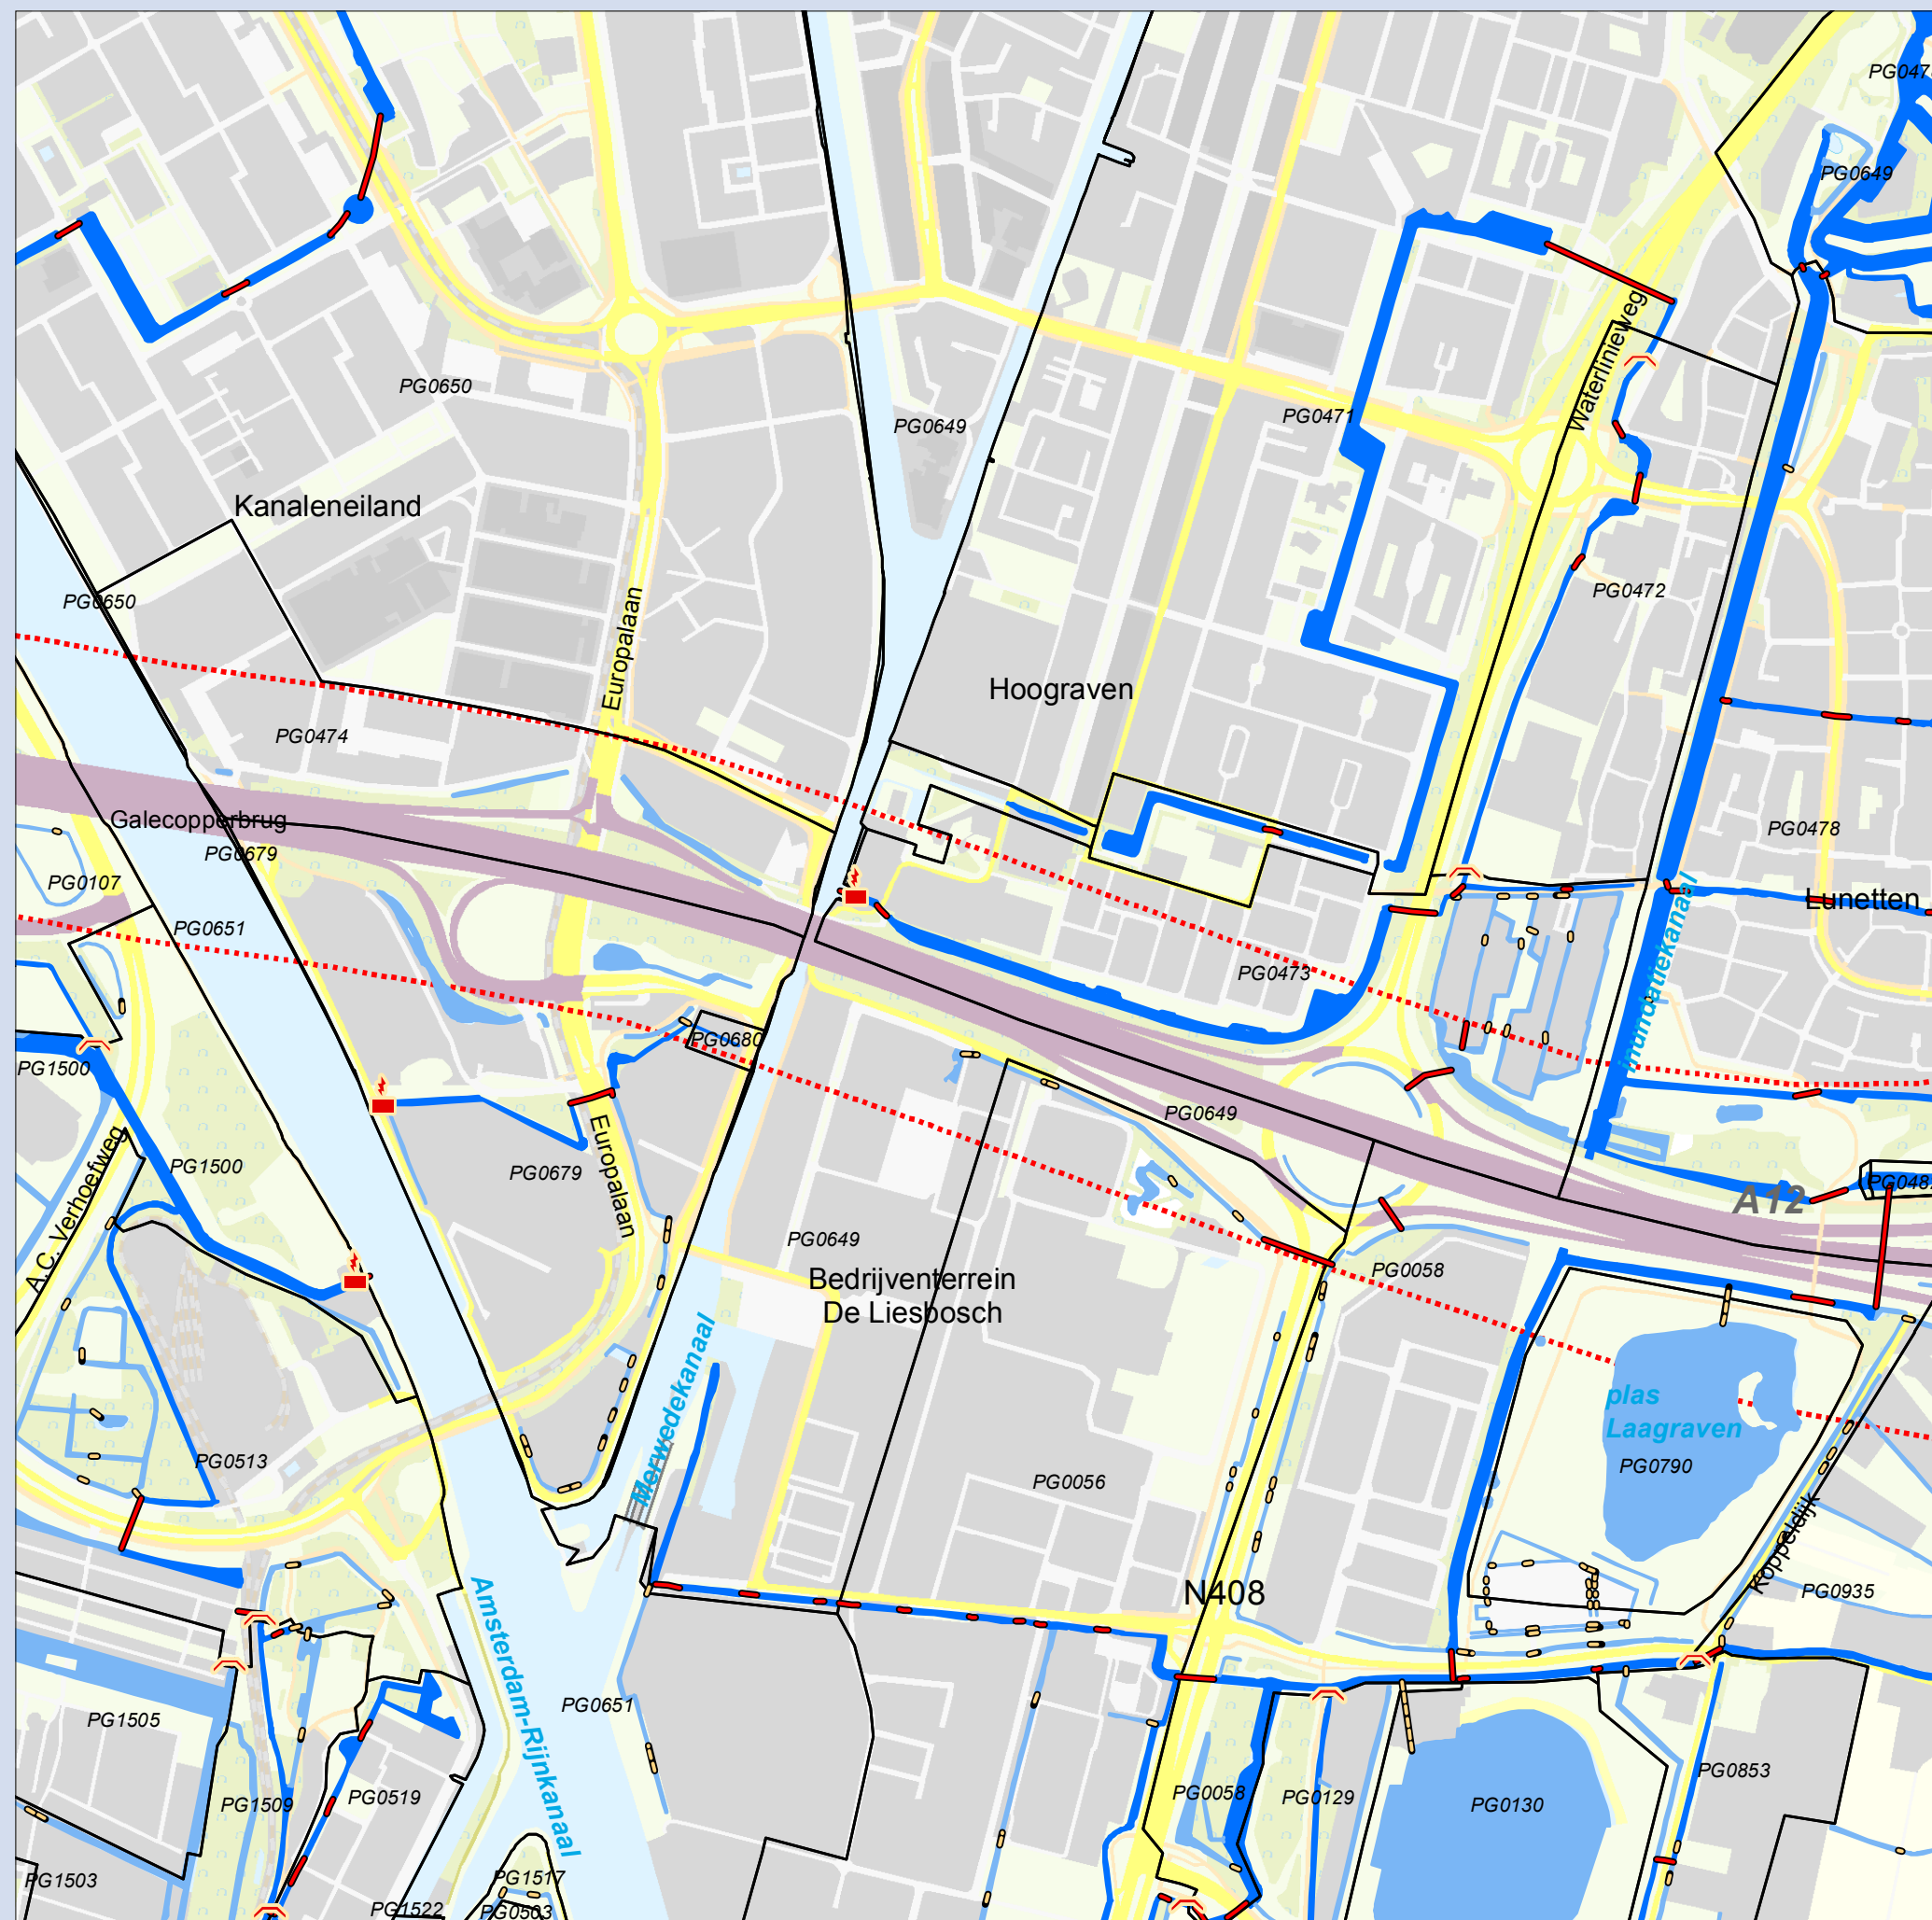 PG047
PG0649
PG0650
PG0649
PG0471
Waterlinieweg
Kanaleneiland
PG0650
PG0472
Europalaan
Hoograven
PG0474
Galecopperbrug
PG0679
PG0478
PG0107
PG0651
Lunetten
inundatiekanaal
PG0473
PG0680
PG1500
PG0649
PG1500
PG0679
Europalaan
A.C. Verhoefweg
PG048
A12
PG0649
PG0058
Bedrijventerrein
De Liesbosch
Merwedekanaal
plas
Laagraven
PG0790
PG0513
PG0056
Koppeldijk
PG0935
N408
Amsterdam-Rijnkanaal
PG0651
PG1505
PG0853
PG1509
PG0519
PG0058
PG0129
PG0130
PG1503
PG1517
PG1522
PG0503